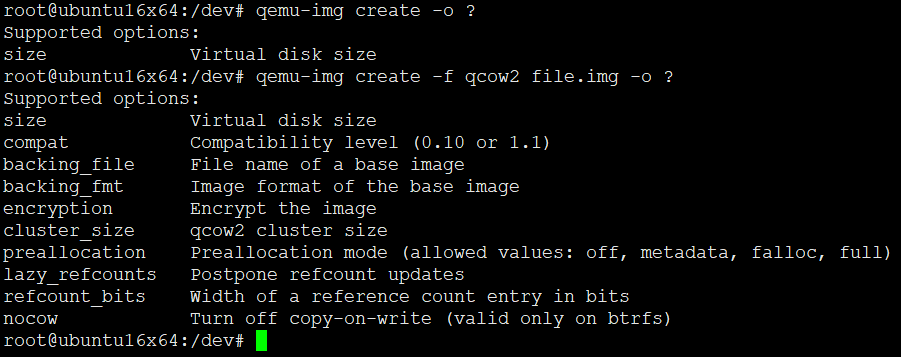 root@ubuntu16x64:/dev# qemu-img create -o ?
Supported options:
size             Virtual disk size
root@ubuntu16x64:/dev# qemu-img create -f qcow2 file.img -o ?
Supported options:
size             Virtual disk size
compat           Compatibility level (0.10 or 1.1)
backing_file     File name of a base image
backing_fmt      Image format of the base image
encryption       Encrypt the image
cluster_size     qcow2 cluster size
preallocation    Preallocation mode (allowed values: off, metadata, falloc, full)
lazy_refcounts   Postpone refcount updates
refcount_bits    Width of a reference count entry in bits
nocow            Turn off copy-on-write (valid only on btrfs)
root@ubuntu16x64:/dev#